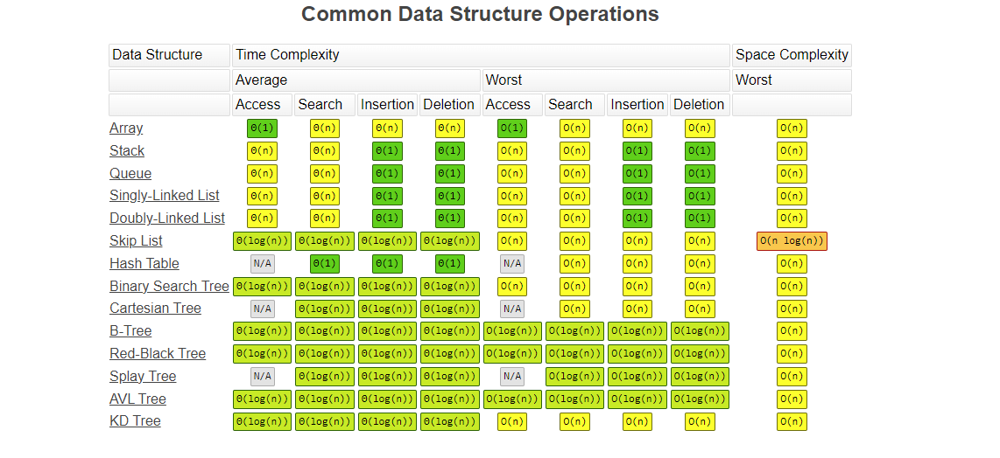 Common Data Structure Operations
Data Structure Time Complexity Space Complexity
Average Worst Worst
Access Search Insertion Deletion Access Search Insertion Deletion
Array Θ(1) Θ(n) Θ(n) Θ(n) O(1) O(n) O(n) O(n) O(n)
Stack Θ(n) Θ(n) Θ(1) Θ(1) O(n) O(n) O(1) O(1) O(n)
Queue Θ(n) Θ(n) Θ(1) Θ(1) O(n) O(n) O(1) O(1) O(n)
Singly-Linked List Θ(n) Θ(n) Θ(1) Θ(1) O(n) O(n) O(1) O(1) O(n)
Doubly-Linked List Θ(n) Θ(n) Θ(1) Θ(1) O(n) O(n) O(1) O(1) O(n)
Skip List Θ(log(n)) Θ(log(n)) Θ(log(n)) Θ(log(n)) O(n) O(n) O(n) O(n) O(n log(n))
Hash Table N/A Θ(1) Θ(1) Θ(1) N/A O(n) O(n) O(n) O(n)
Binary Search Tree Θ(log(n)) Θ(log(n)) Θ(log(n)) Θ(log(n)) O(n) O(n) O(n) O(n) O(n)
Cartesian Tree N/A Θ(log(n)) Θ(log(n)) Θ(log(n)) N/A O(n) O(n) O(n) O(n)
B-Tree Θ(log(n)) Θ(log(n)) Θ(log(n)) Θ(log(n)) O(log(n)) O(log(n)) O(log(n)) O(log(n)) O(n)
Red-Black Tree Θ(log(n)) Θ(log(n)) Θ(log(n)) Θ(log(n)) O(log(n)) O(log(n)) O(log(n)) O(log(n)) O(n)
Splay Tree N/A Θ(log(n)) Θ(log(n)) Θ(log(n)) N/A O(log(n)) O(log(n)) O(log(n)) O(n)
AVL Tree Θ(log(n)) Θ(log(n)) Θ(log(n)) Θ(log(n)) O(log(n)) O(log(n)) O(log(n)) O(log(n)) O(n)
KD Tree Θ(log(n)) Θ(log(n)) Θ(log(n)) Θ(log(n)) O(n) O(n) O(n) O(n) O(n)